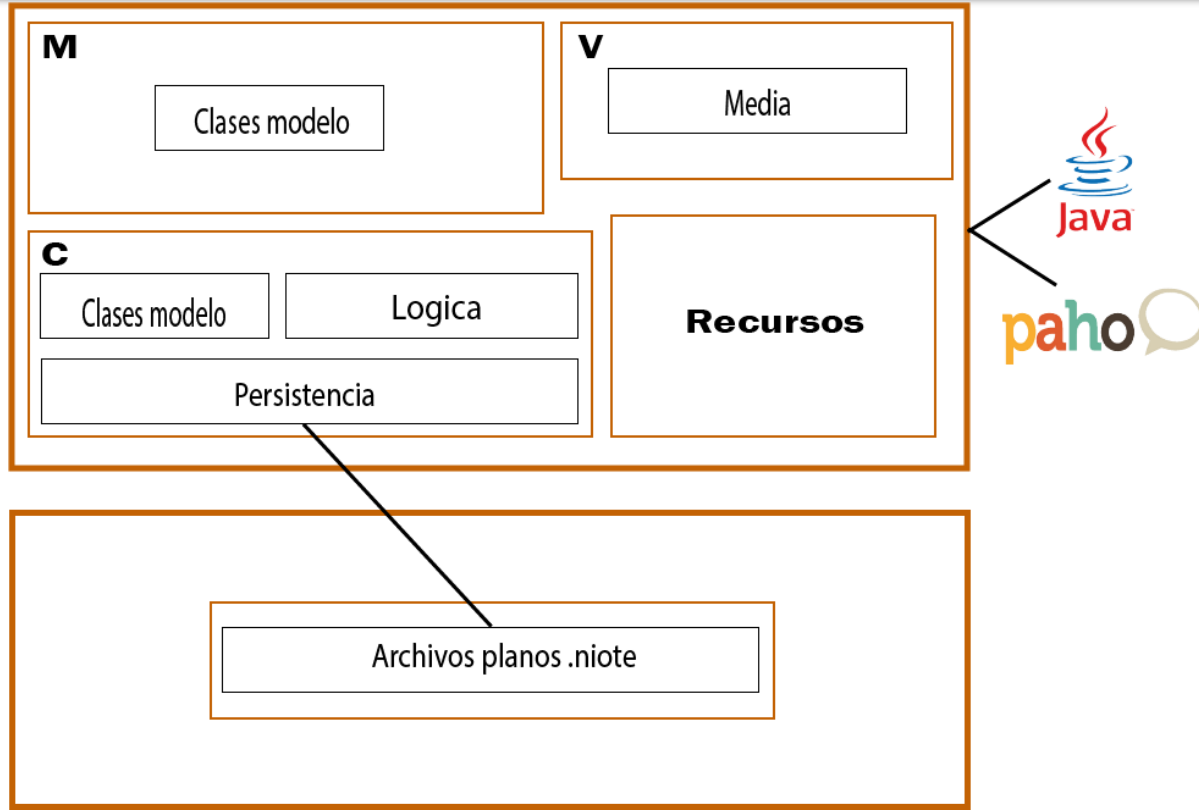 M
Clases modelo
V
Media
Java
C
Clases modelo
Logica
Persistencia
Recursos
paho
Archivos planos .niote